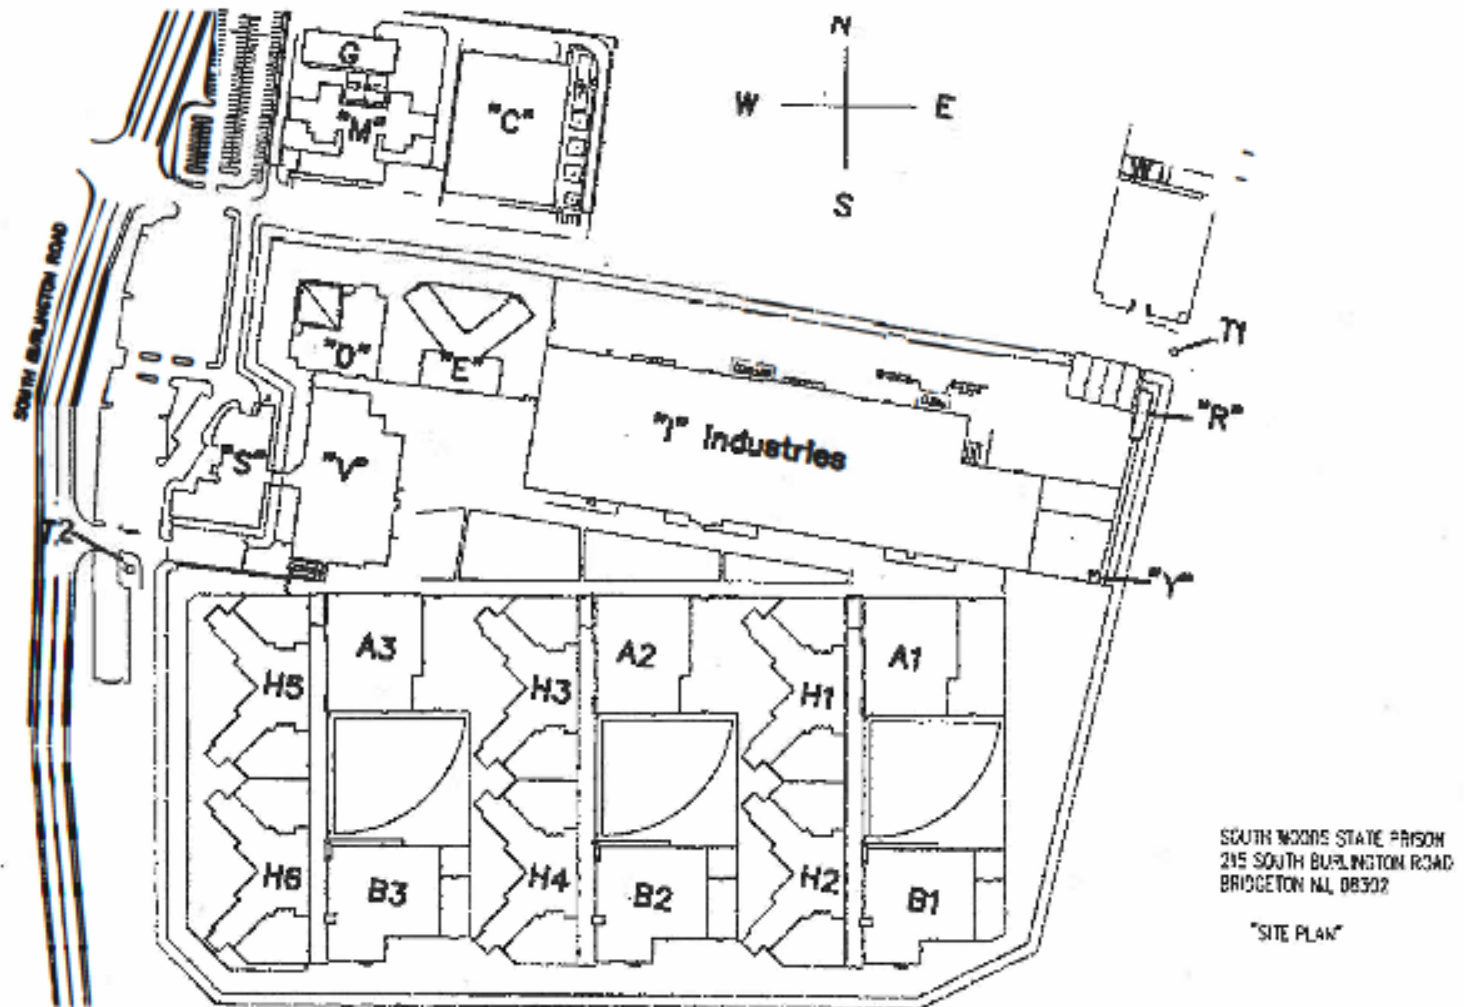 N
G
"M"
"C"
W E
S
W
SOUTH BURLINGTON ROAD
T1
"D"
"E"
"R"
"I" Industries
"S"
"V"
T2
"Y"
A3
A2
A1
H5
H3
H1
H6
B3
H4
B2
H2
B1
SOUTH WOODS STATE PRISON
215 SOUTH BURLINGTON ROAD
BRIDGETON NJ, 08302
"SITE PLAN"